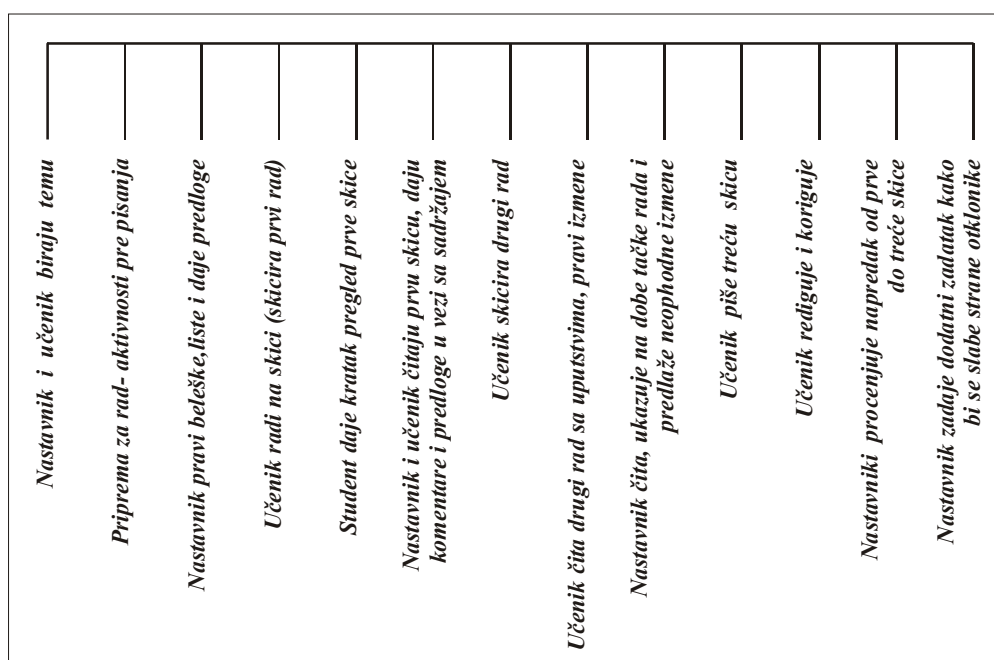 Nastavnik i učenik biraju temu
Priprema za rad- aktivnosti pre pisanja
Nastavnik pravi beleške,liste i daje predloge
Učenik radi na skici (skicira prvi rad)
Student daje kratak pregled prve skice
Nastavnik i učenik čitaju prvu skicu, daju
komentare i predloge u vezi sa sadržajem
Učenik skicira drugi rad
Učenik čita drugi rad sa uputstvima, pravi izmene
Nastavnik čita, ukazuje na dobe tačke rada i
predlaže neophodne izmene
Učenik piše treću skicu
Učenik rediguje i koriguje
Nastavniki procenjuje napredak od prve
do treće skice
Nastavnik zadaje dodatni zadatak kako
bi se slabe strane otklonike